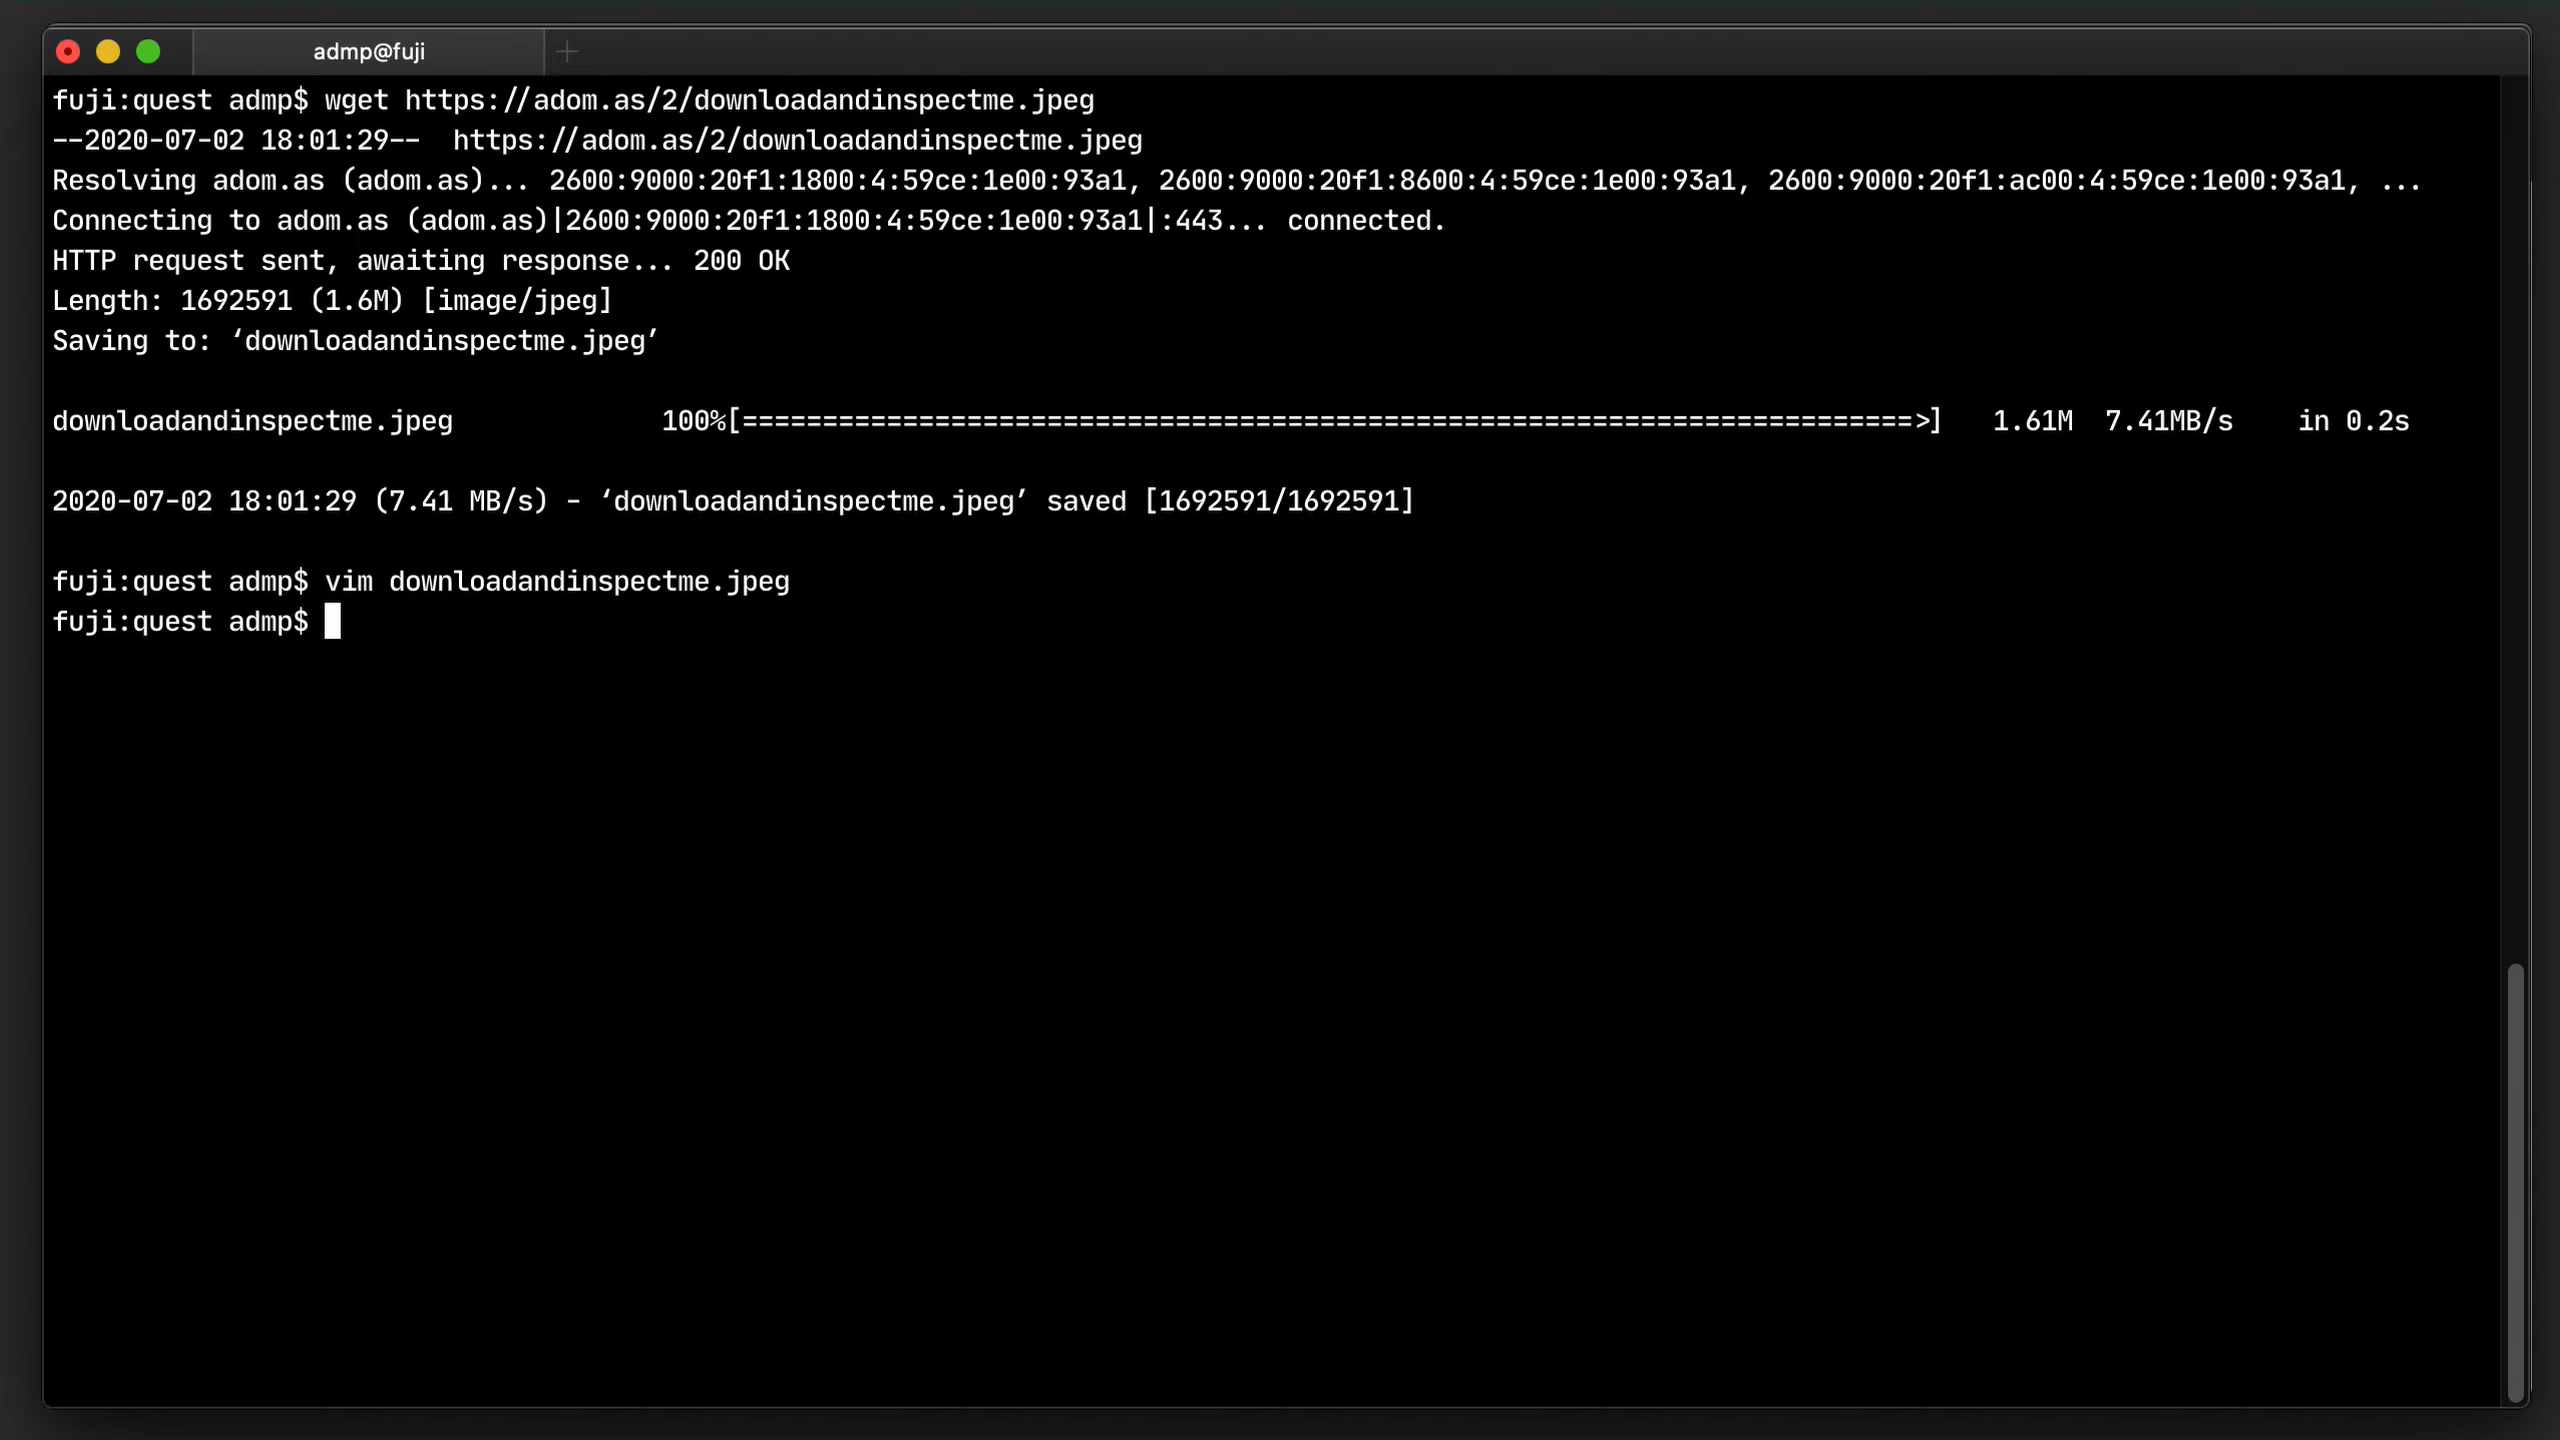 admp@fuji
fuji:quest admp$ wget https://adom.as/2/downloadandinspectme.jpeg
--2020-07-02 18:01:29--  https://adom.as/2/downloadandinspectme.jpeg
Resolving adom.as (adom.as)... 2600:9000:20f1:1800:4:59ce:1e00:93a1, 2600:9000:20f1:8600:4:59ce:1e00:93a1, 2600:9000:20f1:ac00:4:59ce:1e00:93a1, ...
Connecting to adom.as (adom.as)|2600:9000:20f1:1800:4:59ce:1e00:93a1|:443... connected.
HTTP request sent, awaiting response... 200 OK
Length: 1692591 (1.6M) [image/jpeg]
Saving to: ‘downloadandinspectme.jpeg’
downloadandinspectme.jpeg             100%[=========================================================================>]   1.61M  7.41MB/s    in 0.2s
2020-07-02 18:01:29 (7.41 MB/s) - ‘downloadandinspectme.jpeg’ saved [1692591/1692591]
fuji:quest admp$ vim downloadandinspectme.jpeg
fuji:quest admp$